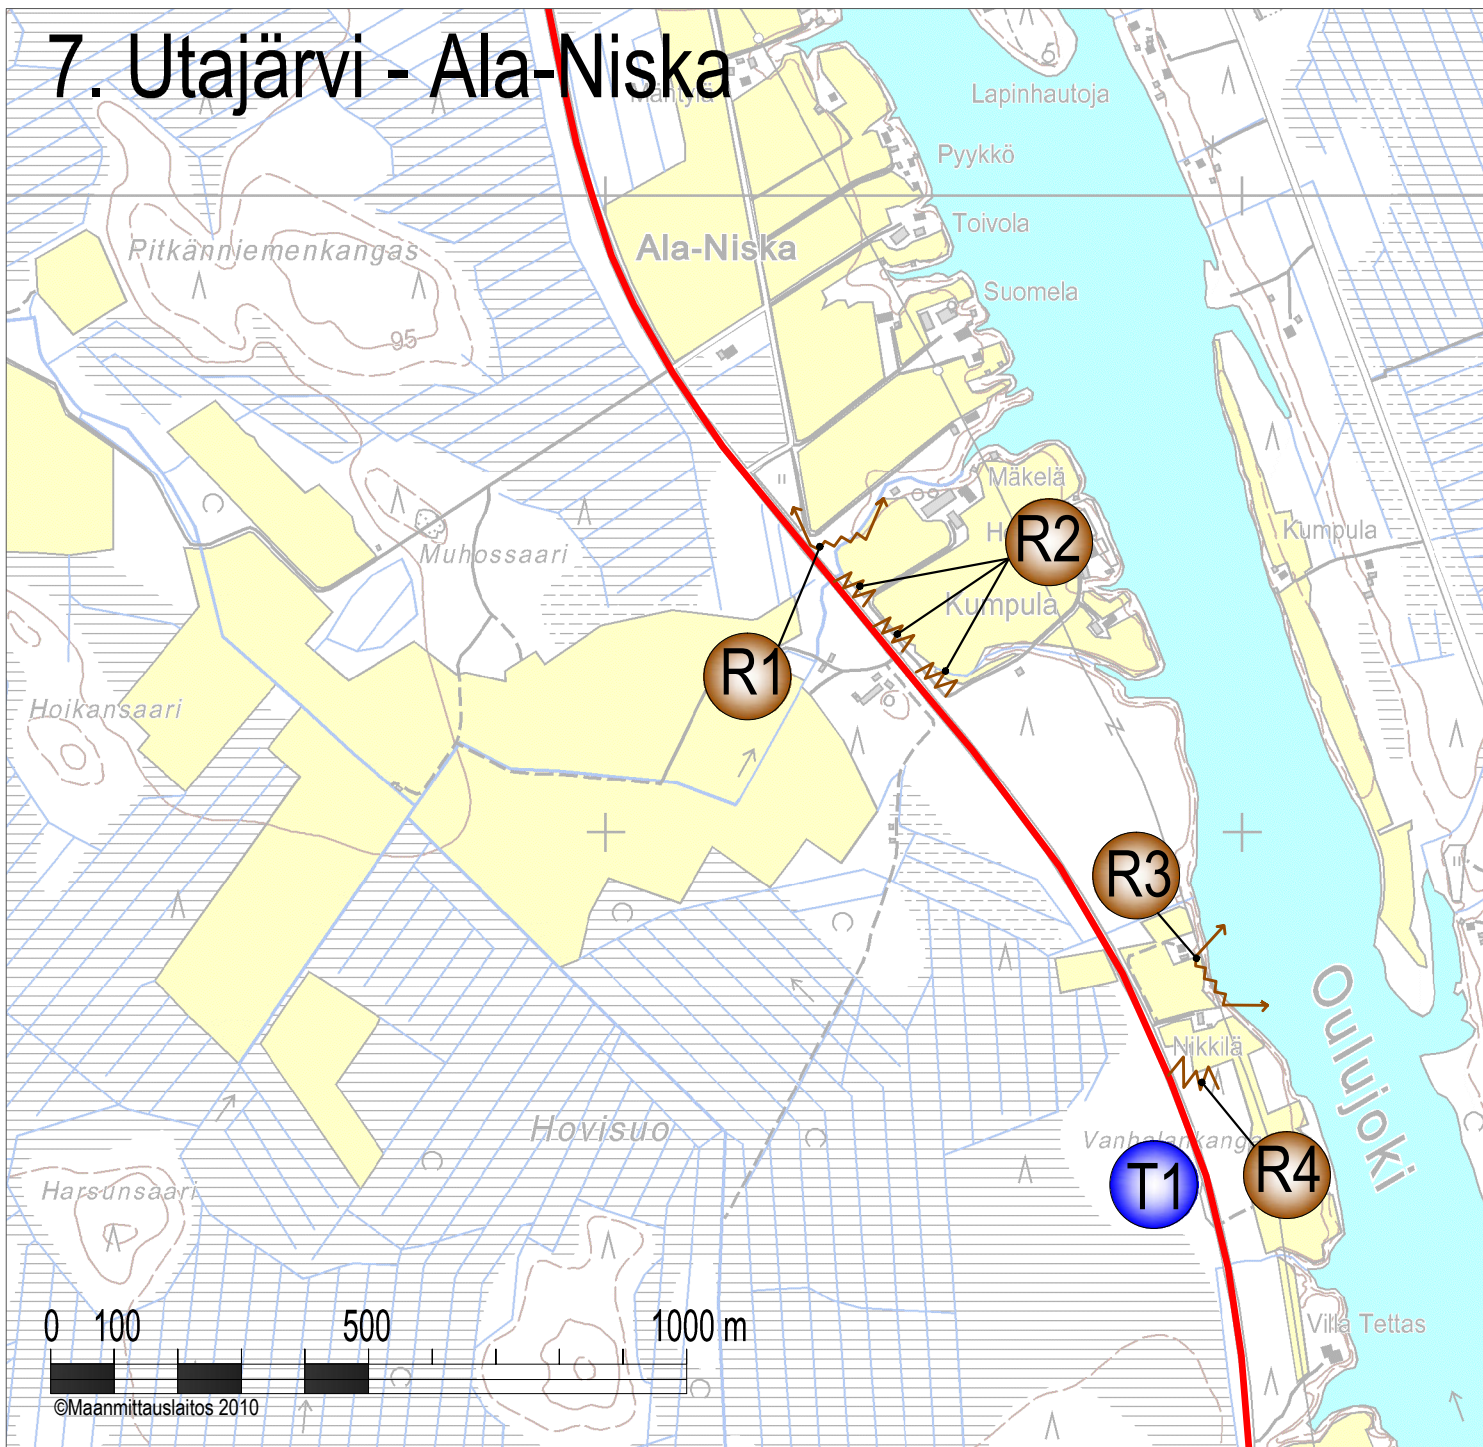 7. Utajärvi - Ala-Niska
Mäntylä
Lapinhautoja
Pyykkö
Toivola
Ala-Niska
Pitkänniemenkangas
Suomela
95
Mäkelä
Kumpula
R2
Muhossaari
Kumpula
R1
Hoikansaari
R3
Oulujoki
Nikkilä
Hovisuo
T1
R4
Harsunsaari
Villa Tettas
0 100 500 1000 m
©Maanmittauslaitos 2010